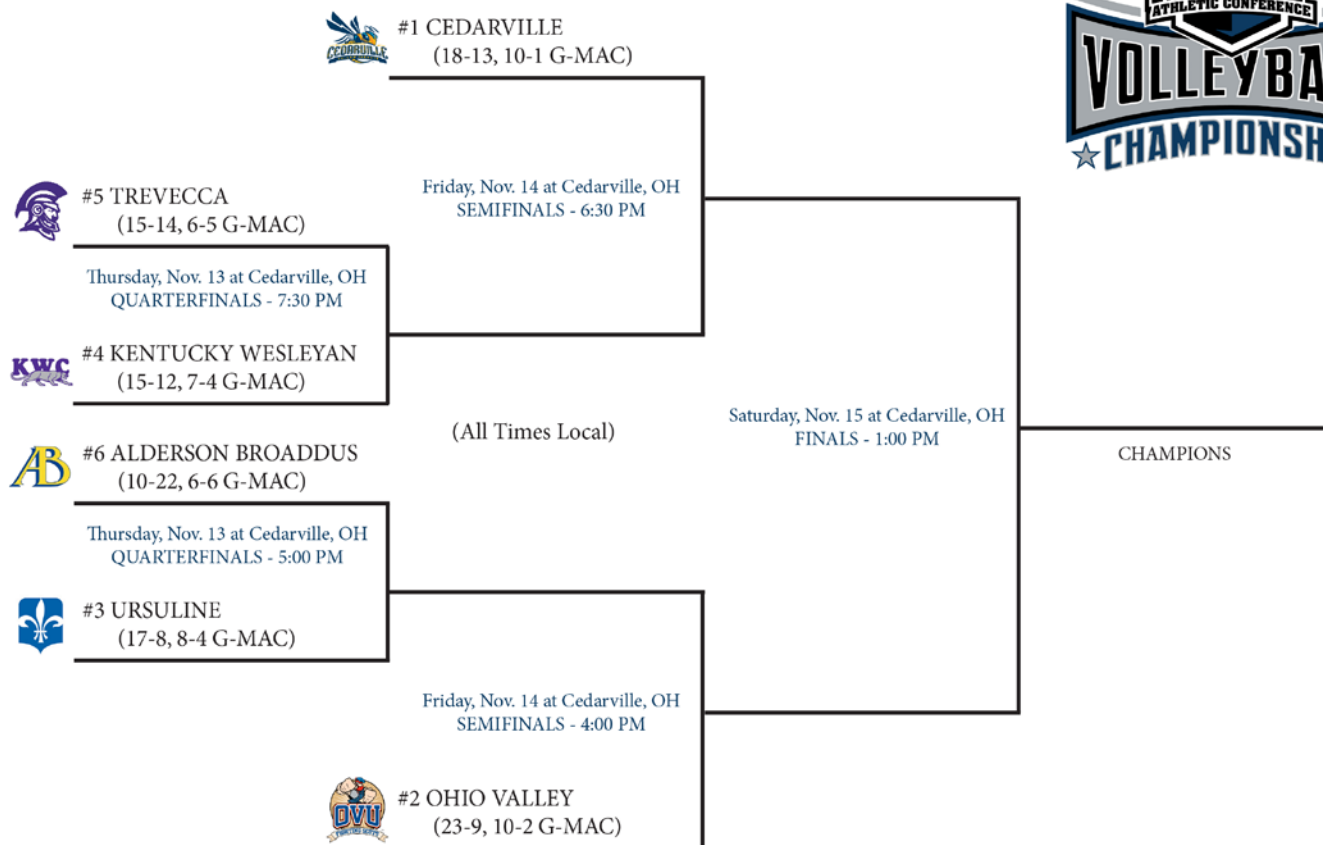 #1 CEDARVILLE
(18-13, 10-1 G-MAC)
CEDARVILLE
ATHLETIC CONFERENCE
VOLLEYBA
CHAMPIONSH
Friday, Nov. 14 at Cedarville, OH
SEMIFINALS - 6:30 PM
#5 TREVECCA
(15-14, 6-5 G-MAC)
Thursday, Nov. 13 at Cedarville, OH
QUARTERFINALS - 7:30 PM
KWC
#4 KENTUCKY WESLEYAN
(15-12, 7-4 G-MAC)
(All Times Local)
Saturday, Nov. 15 at Cedarville, OH
FINALS - 1:00 PM
CHAMPIONS
AB
#6 ALDERSON BROADDUS
(10-22, 6-6 G-MAC)
Thursday, Nov. 13 at Cedarville, OH
QUARTERFINALS - 5:00 PM
#3 URSULINE
(17-8, 8-4 G-MAC)
Friday, Nov. 14 at Cedarville, OH
SEMIFINALS - 4:00 PM
OVU
#2 OHIO VALLEY
(23-9, 10-2 G-MAC)